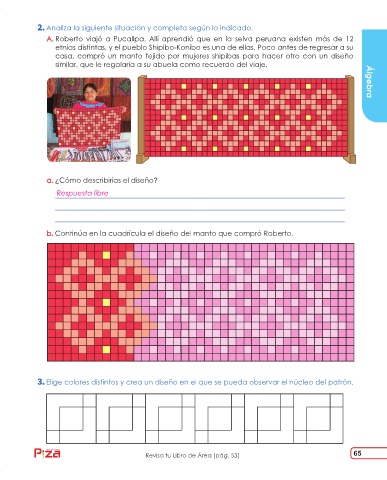 2. Analiza la siguiente situación y completa según lo indicado.
A. Roberto viajó a Pucallpa. Allí aprendió que en la selva peruana existen más de 12
etnias distintas, y el pueblo Shipibo-Konibo es una de ellas. Poco antes de regresar a su
casa, compró un manto tejido por mujeres shipibas para hacer otro con un diseño
similar, que le regalaría a su abuela como recuerdo del viaje.
Álgebra
a. ¿Cómo describirías el diseño?
Respuesta libre
b. Continúa en la cuadrícula el diseño del manto que compró Roberto.
3. Elige colores distintos y crea un diseño en el que se pueda observar el núcleo del patrón.
Pizza
Revisa tu Libro de Área (pág. 53)
65